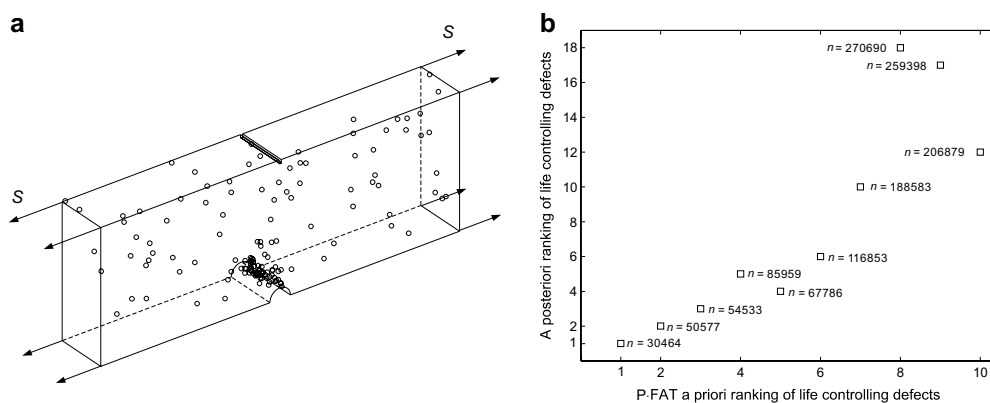 a
S
S
b
A posteriori ranking of life controlling defects
18
16
14
12
10
8
6
4
2
1
n = 270690
n = 259398
n = 206879
n = 188583
n = 116853
n = 85959
n = 67786
n = 54533
n = 50577
n = 30464
1 2 4 6 8 10
P·FAT a priori ranking of life controlling defects